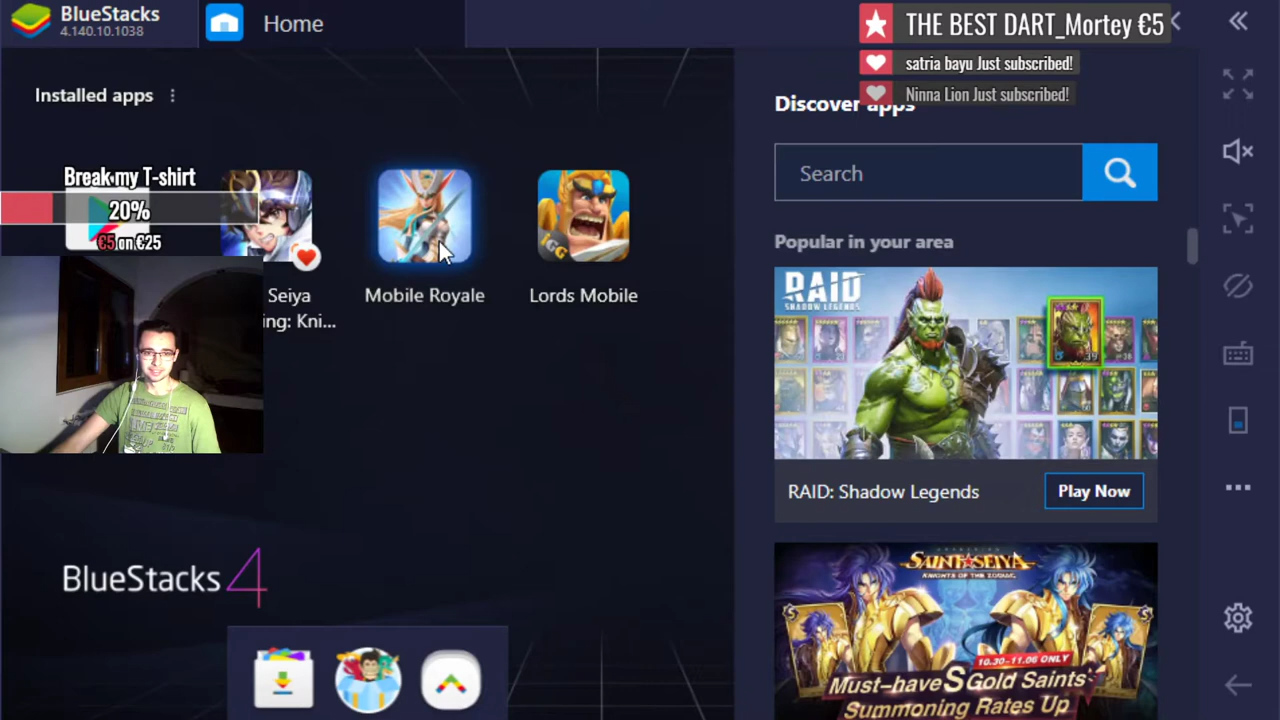 BlueStacks
4.140.10.1038
Home
THE BEST DART_Mortey €5
satria bayu Just subscribed!
Ninna Lion Just subscribed!
Installed apps
Discover apps
Search
Break my T-shirt
20%
€5 on €25
IGG
Seiya
ing: Kni...
Mobile Royale
Lords Mobile
Popular in your area
RAID
SHADOW LEGENDS
RAID: Shadow Legends
Play Now
SAINT SEIYA
KNIGHTS OF THE ZODIAC
10.30-11.06 ONLY
Must-have S Gold Saints'
Summoning Rates Up
BlueStacks 4